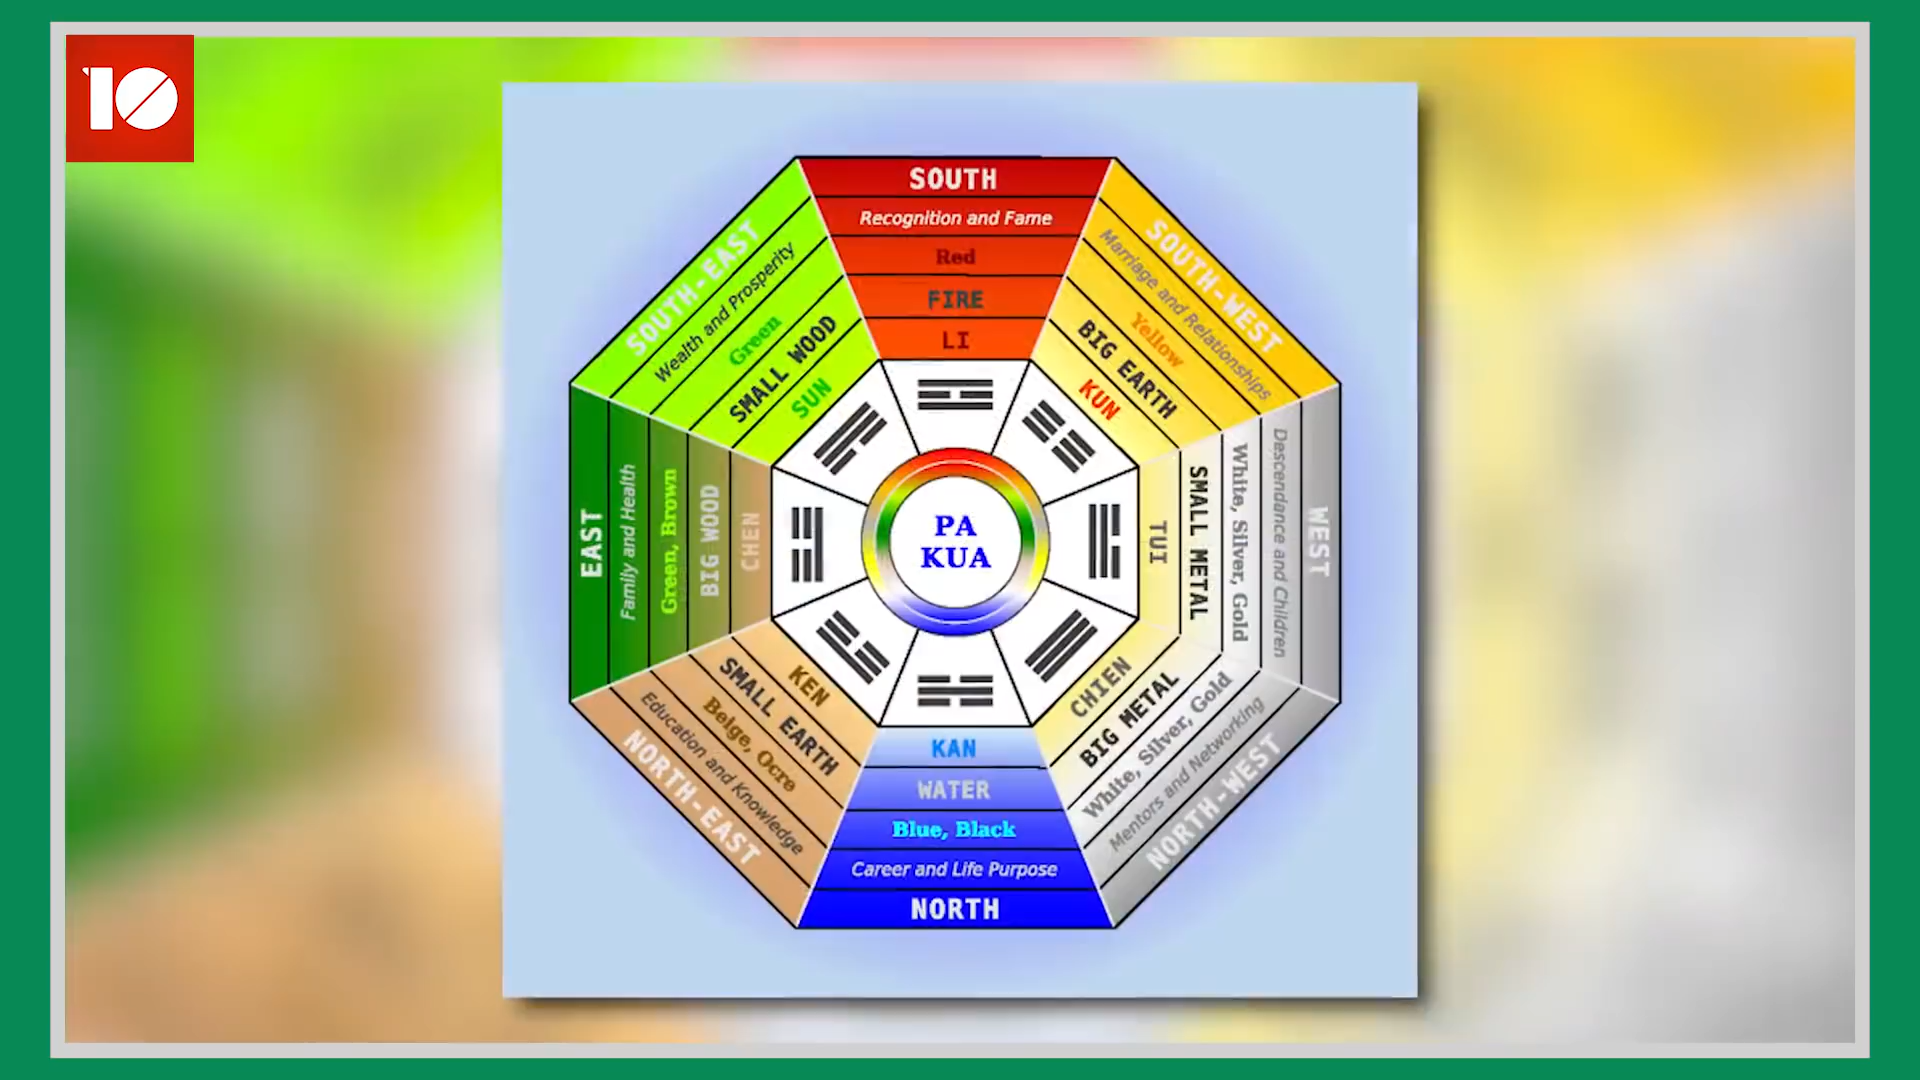 10
SOUTH
Recognition and Fame
Red
FIRE
LI
SOUTH-WEST
Marriage and Relationships
Yellow
BIG EARTH
KUN
WEST
Descendance and Children
White, Silver, Gold
SMALL METAL
TUI
NORTH-WEST
Mentors and Networking
White, Silver, Gold
BIG METAL
CHIEN
KAN
WATER
Blue, Black
Career and Life Purpose
NORTH
NORTH-EAST
Education and Knowledge
Beige, Ocre
SMALL EARTH
KEN
EAST
Family and Health
Green, Brown
BIG WOOD
CHEN
SOUTH-EAST
Wealth and Prosperity
Green
SMALL WOOD
SUN
PA
KUA